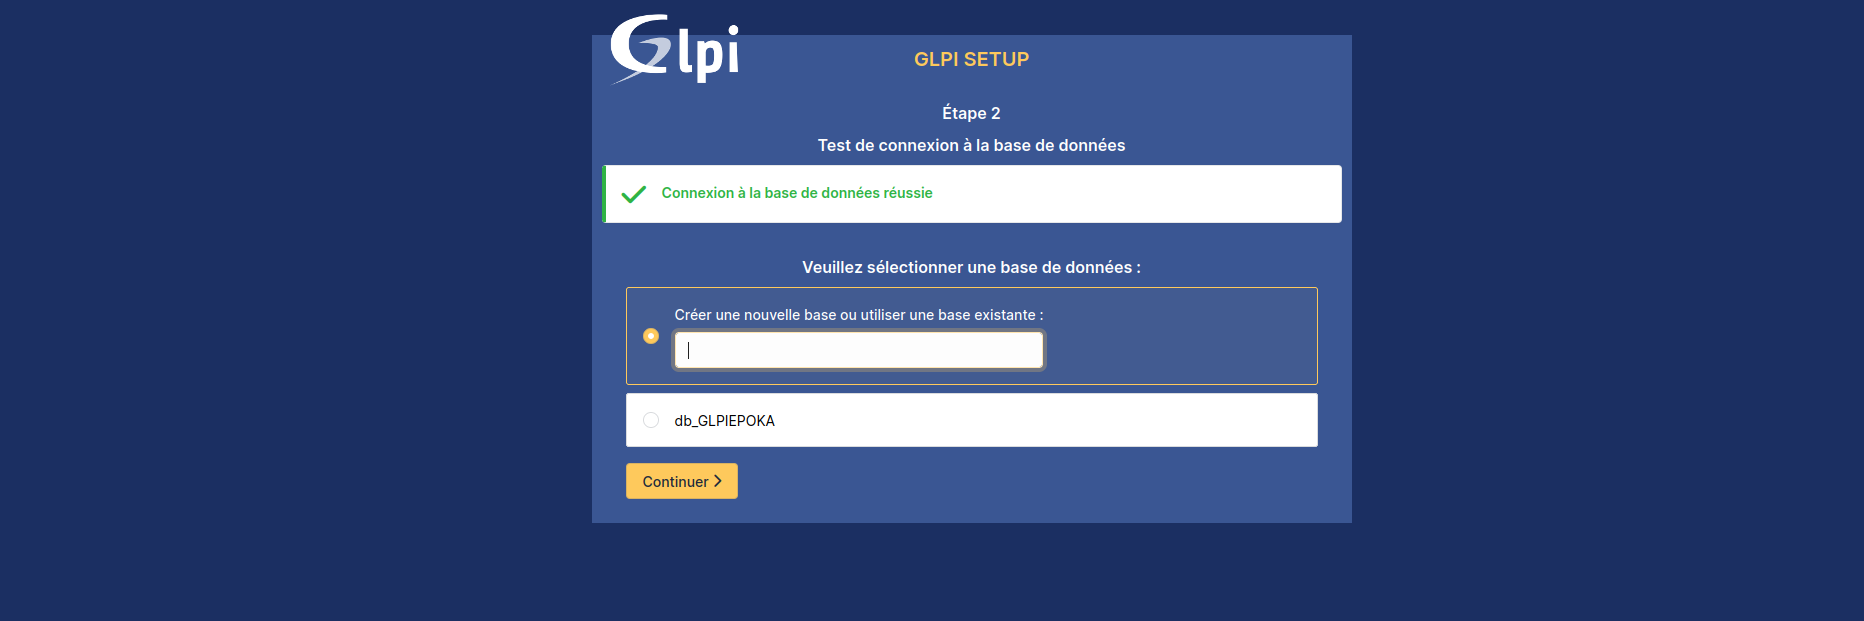 Glpi
GLPI SETUP
Étape 2
Test de connexion à la base de données
Connexion à la base de données réussie
Veuillez sélectionner une base de données :
Créer une nouvelle base ou utiliser une base existante :
db_GLPIEPOKA
Continuer